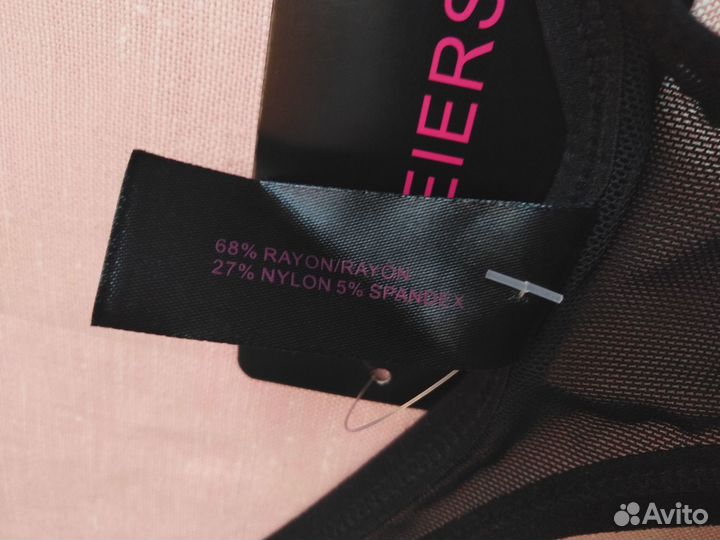 EIERS
68% RAYON/RAYON
27% NYLON 5% SPANDEX
Avito